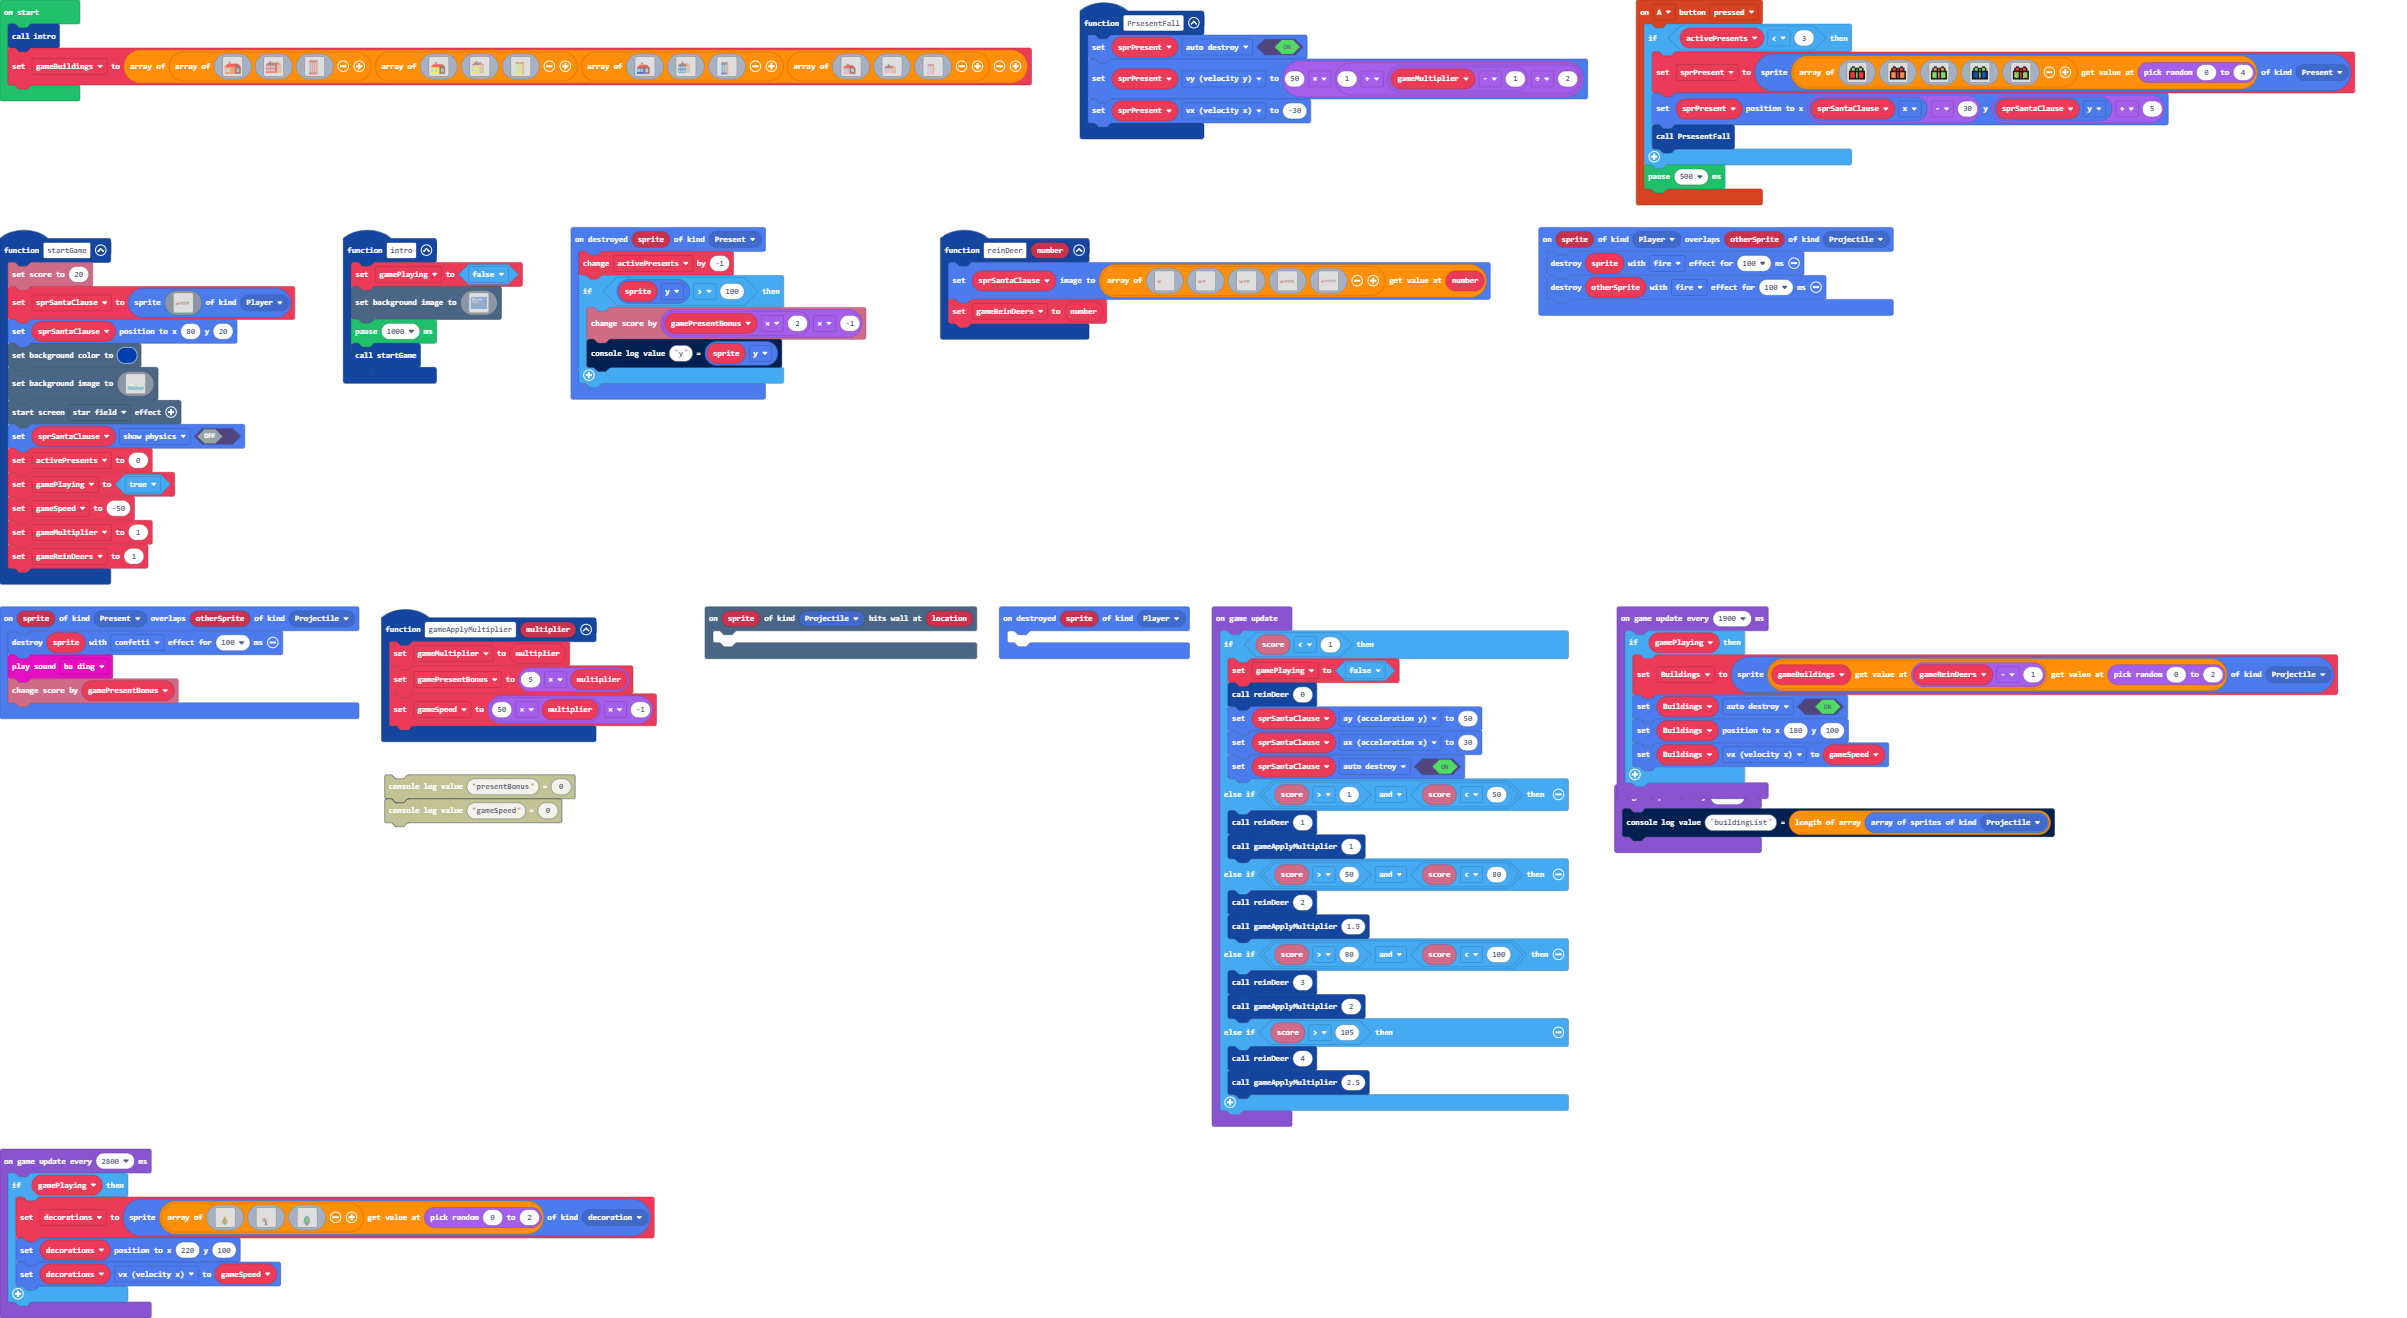 on start
call intro
set gameBuildings to array of array of array of array of array of
function PrsesentFall
set sprPresent auto destroy ON
set sprPresent vy (velocity y) to 50 × 1 + gameMultiplier - 1 ÷ 2
set sprPresent vx (velocity x) to -30
on A button pressed
if activePresents < 3 then
set sprPresent to sprite array of get value at pick random 0 to 4 of kind Present
set sprPresent position to x sprSantaClause x - 30 y sprSantaClause y + 5
call PrsesentFall
pause 500 ms
function startGame
set score to 20
set sprSantaClause to sprite of kind Player
set sprSantaClause position to x 80 y 20
set background color to
set background image to
start screen star field effect
set sprSantaClause show physics OFF
set activePresents to 0
set gamePlaying to true
set gameSpeed to -50
set gameMultiplier to 1
set gameReinDeers to 1
function intro
set gamePlaying to false
set background image to
pause 1000 ms
call startGame
on destroyed sprite of kind Present
change activePresents by -1
if sprite y > 100 then
change score by gamePresentBonus × 2 × -1
console log value "y" = sprite y
function reinDeer number
set sprSantaClause image to array of get value at number
set gameReinDeers to number
on sprite of kind Player overlaps otherSprite of kind Projectile
destroy sprite with fire effect for 100 ms
destroy otherSprite with fire effect for 100 ms
on sprite of kind Present overlaps otherSprite of kind Projectile
destroy sprite with confetti effect for 100 ms
play sound ba ding
change score by gamePresentBonus
function gameApplyMultiplier multiplier
set gameMultiplier to multiplier
set gamePresentBonus to 5 × multiplier
set gameSpeed to 50 × multiplier × -1
console log value "presentBonus" = 0
console log value "gameSpeed" = 0
on sprite of kind Projectile hits wall at location
on destroyed sprite of kind Player
on game update
if score < 1 then
set gamePlaying to false
call reinDeer 0
set sprSantaClause ay (acceleration y) to 50
set sprSantaClause ax (acceleration x) to 30
set sprSantaClause auto destroy ON
else if score > 1 and score < 50 then
call reinDeer 1
call gameApplyMultiplier 1
else if score > 50 and score < 80 then
call reinDeer 2
call gameApplyMultiplier 1.5
else if score > 80 and score < 100 then
call reinDeer 3
call gameApplyMultiplier 2
else if score > 105 then
call reinDeer 4
call gameApplyMultiplier 2.5
on game update every 1900 ms
if gamePlaying then
set Buildings to sprite gameBuildings get value at gameReinDeers - 1 get value at pick random 0 to 2 of kind Projectile
set Buildings auto destroy ON
set Buildings position to x 180 y 100
set Buildings vx (velocity x) to gameSpeed
console log value "buildingList" = length of array array of sprites of kind Projectile
on game update every 2800 ms
if gamePlaying then
set decorations to sprite array of get value at pick random 0 to 2 of kind decoration
set decorations position to x 220 y 100
set decorations vx (velocity x) to gameSpeed